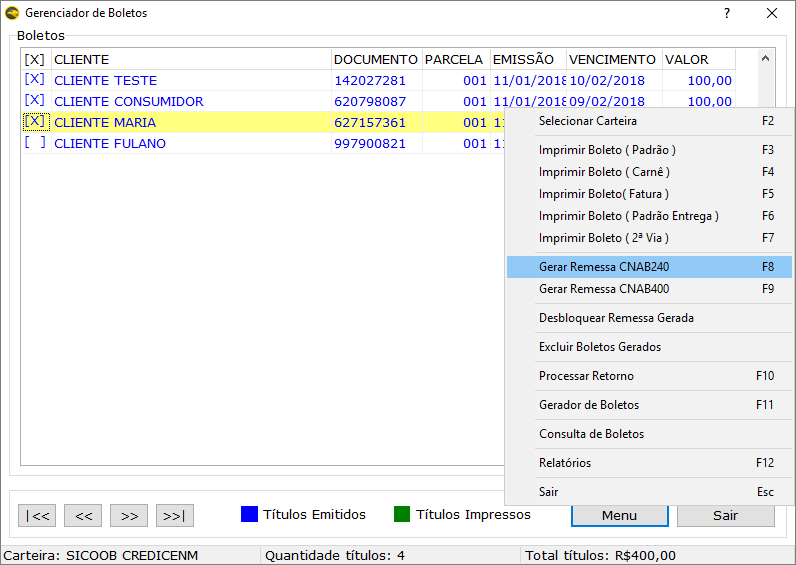 Gerenciador de Boletos
?
Boletos
[X] CLIENTE DOCUMENTO PARCELA EMISSÃO VENCIMENTO VALOR
[X] CLIENTE TESTE 142027281 001 11/01/2018 10/02/2018 100,00
[X] CLIENTE CONSUMIDOR 620798087 001 11/01/2018 09/02/2018 100,00
[X] CLIENTE MARIA 627157361 001
[ ] CLIENTE FULANO 997900821 001
Selecionar Carteira F2
Imprimir Boleto ( Padrão ) F3
Imprimir Boleto ( Carnê ) F4
Imprimir Boleto( Fatura ) F5
Imprimir Boleto ( Padrão Entrega ) F6
Imprimir Boleto ( 2ª Via ) F7
Gerar Remessa CNAB240 F8
Gerar Remessa CNAB400 F9
Desbloquear Remessa Gerada
Excluir Boletos Gerados
Processar Retorno F10
Gerador de Boletos F11
Consulta de Boletos
Relatórios F12
Sair Esc
|<< << >> >>| Títulos Emitidos Títulos Impressos Menu Sair
Carteira: SICOOB CREDICENM Quantidade títulos: 4 Total títulos: R$400,00